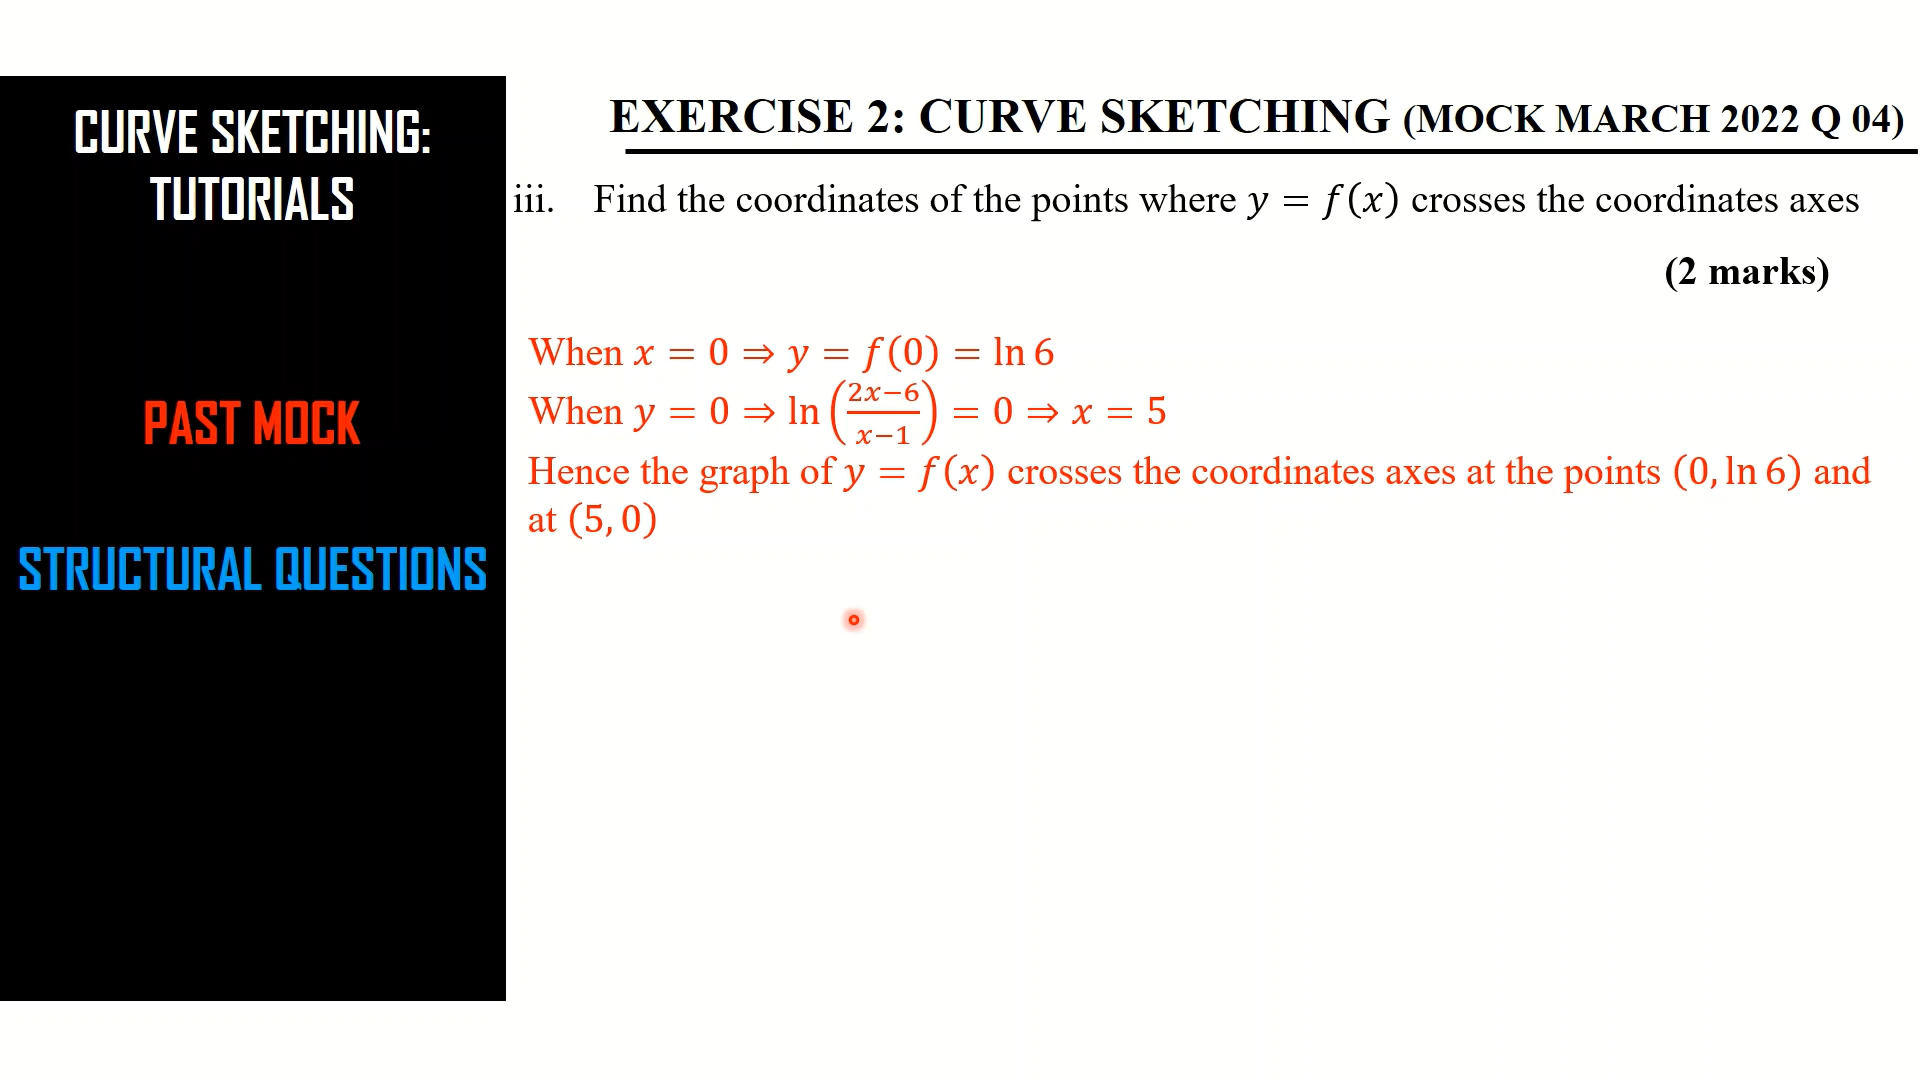 CURVE SKETCHING:
TUTORIALS
PAST MOCK
STRUCTURAL QUESTIONS
EXERCISE 2: CURVE SKETCHING (MOCK MARCH 2022 Q 04)
iii. Find the coordinates of the points where y = f(x) crosses the coordinates axes
(2 marks)
When x = 0 ⇒ y = f(0) = ln 6
When y = 0 ⇒ ln((2x−6)/(x−1)) = 0 ⇒ x = 5
Hence the graph of y = f(x) crosses the coordinates axes at the points (0, ln 6) and
at (5, 0)